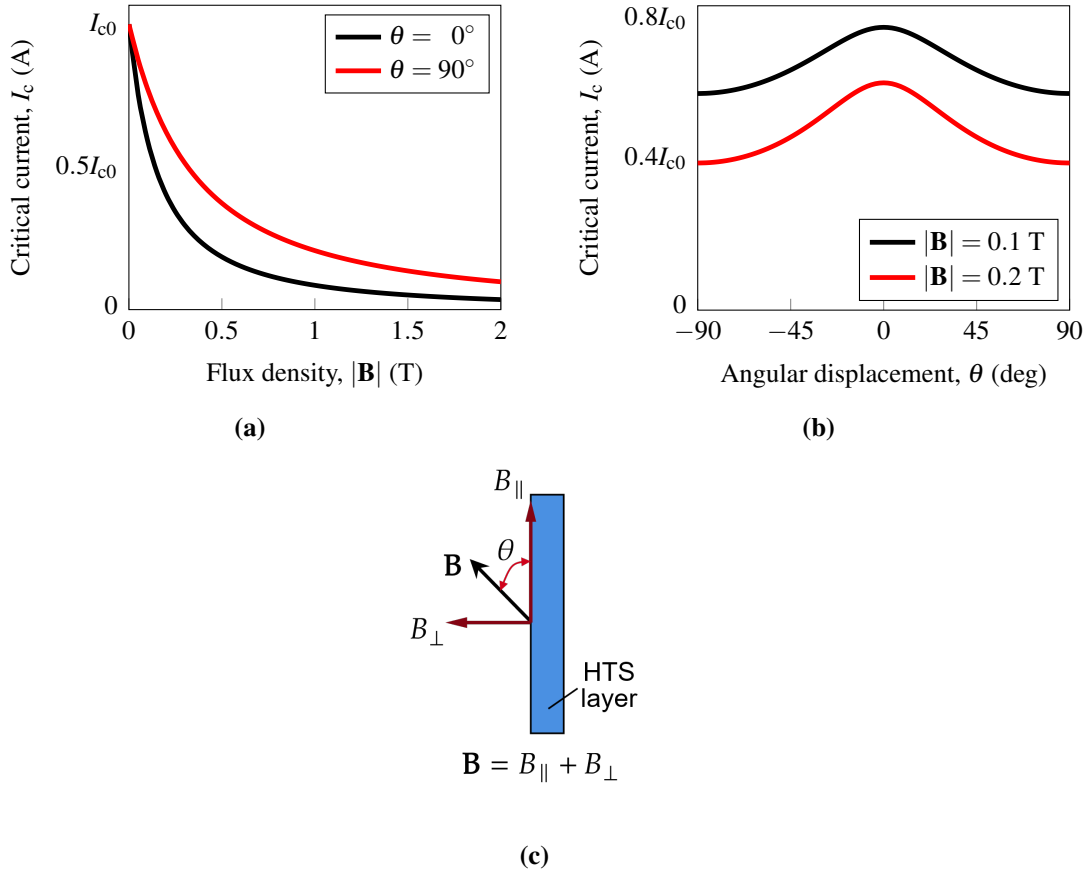 Critical current, I_c (A)
I_c0
0.5I_c0
0
θ = 0°
θ = 90°
0 0.5 1 1.5 2
Flux density, |B| (T)
(a)
Critical current, I_c (A)
0.8I_c0
0.4I_c0
0
|B| = 0.1 T
|B| = 0.2 T
−90 −45 0 45 90
Angular displacement, θ (deg)
(b)
B_∥
θ
B
B_⊥
HTS
layer
B = B_∥ + B_⊥
(c)